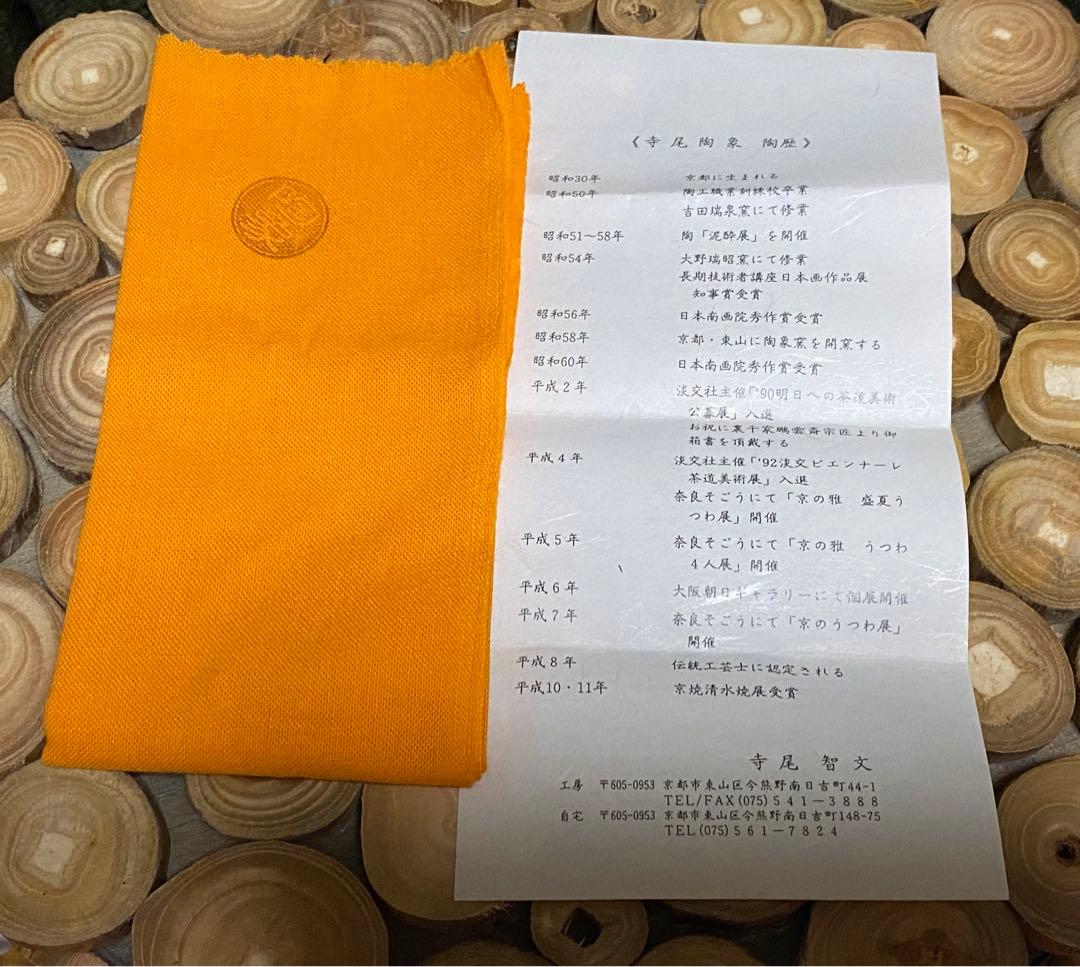 《寺尾陶象 陶歴》
昭和30年 京都に生まれる
昭和50年 陶工職業訓練校卒業
吉田瑞泉窯にて修業
昭和51～58年 陶「泥酔展」を開催
昭和54年 大野瑞昭窯にて修業
長期技術者講座日本画作品展
知事賞受賞
昭和56年 日本南画院秀作賞受賞
昭和58年 京都・東山に陶象窯を開窯する
昭和60年 日本南画院秀作賞受賞
平成2年 淡交社主催「'90明日への茶道美術
公募展」入選
お祝に裏千家鵬雲斎宗匠より御
箱書を頂戴する
平成4年 淡交社主催「'92淡交ビエンナーレ
茶道美術展」入選
奈良そごうにて「京の雅 盛夏う
つわ展」開催
平成5年 奈良そごうにて「京の雅 うつわ
4人展」開催
平成6年 大阪朝日ギャラリーにて個展開催
平成7年 奈良そごうにて「京のうつわ展」
開催
平成8年 伝統工芸士に認定される
平成10・11年 京焼清水焼展受賞
寺尾 智文
工房 〒605-0953 京都市東山区今熊野南日吉町44-1
TEL/FAX(075)541-3888
自宅 〒605-0953 京都市東山区今熊野南日吉町148-75
TEL(075)561-7824